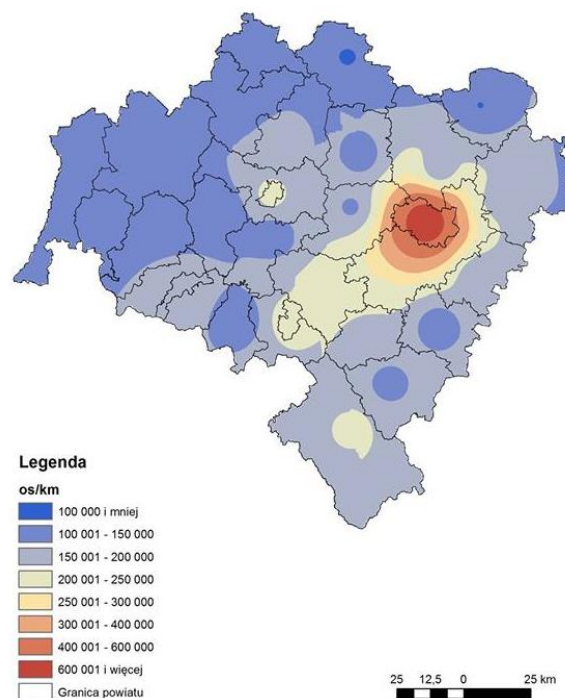 Legenda
os/km
100 000 i mniej
100 001 - 150 000
150 001 - 200 000
200 001 - 250 000
250 001 - 300 000
300 001 - 400 000
400 001 - 600 000
600 001 i więcej
Granica powiatu
25 12,5 0 25 km